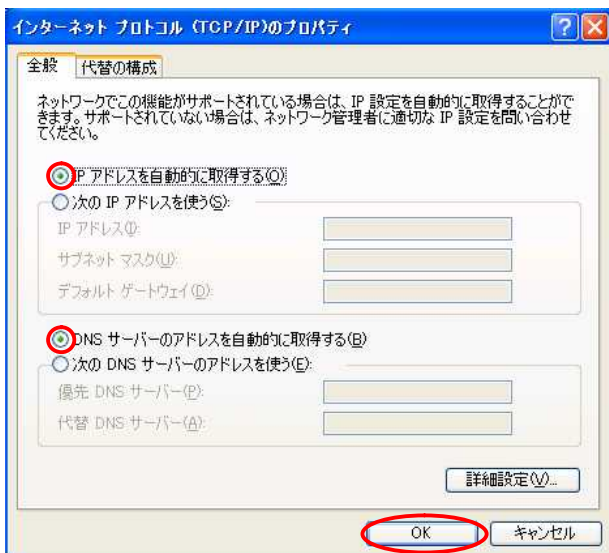 インターネット プロトコル (TCP/IP)のプロパティ
全般
代替の構成
ネットワークでこの機能がサポートされている場合は、IP 設定を自動的に取得することがで
きます。サポートされていない場合は、ネットワーク管理者に適切な IP 設定を問い合わせ
てください。
IP アドレスを自動的に取得する(O)
次の IP アドレスを使う(S):
IP アドレス(I):
サブネット マスク(U):
デフォルト ゲートウェイ(D):
DNS サーバーのアドレスを自動的に取得する(B)
次の DNS サーバーのアドレスを使う(E):
優先 DNS サーバー(P):
代替 DNS サーバー(A):
詳細設定(V)...
OK
キャンセル